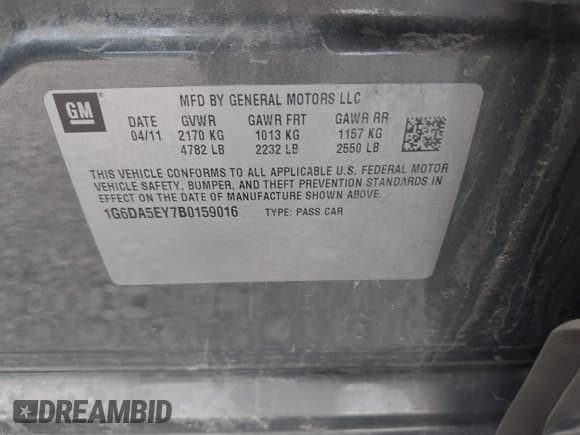 GM
MFD BY GENERAL MOTORS LLC
DATE GVWR GAWR FRT GAWR RR
04/11 2170 KG 1013 KG 1157 KG
4782 LB 2232 LB 2550 LB
THIS VEHICLE CONFORMS TO ALL APPLICABLE U.S. FEDERAL MOTOR
VEHICLE SAFETY, BUMPER, AND THEFT PREVENTION STANDARDS IN
EFFECT ON THE DATE OF MANUFACTURE SHOWN ABOVE.
1G6DA5EY7B0159016 TYPE: PASS CAR
DREAMBID